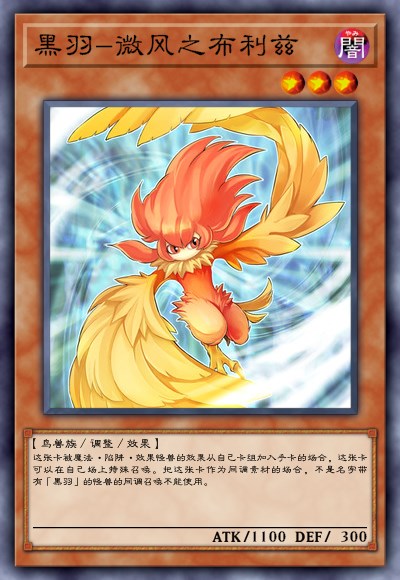 黑羽-微风之布利兹
やみ
闇
【鸟兽族/调整/效果】
这张卡被魔法·陷阱·效果怪兽的效果从自己卡组加入手卡的场合，这张卡
可以在自己场上特殊召唤。把这张卡作为同调素材的场合，不是名字带
有「黑羽」的怪兽的同调召唤不能使用。
ATK/1100 DEF/ 300